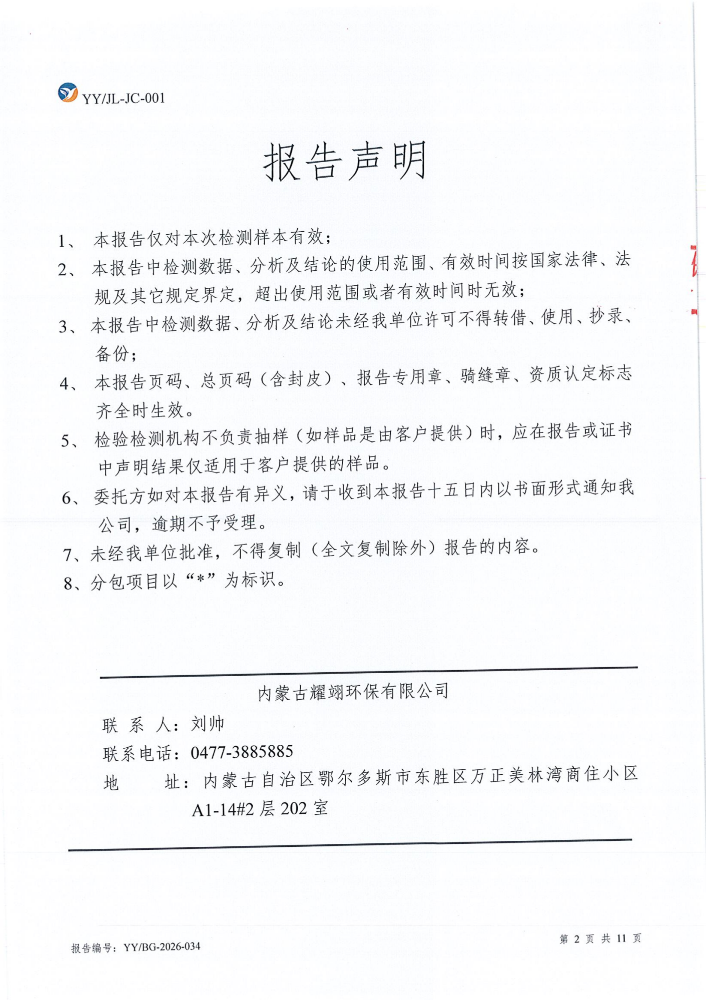 YY/JL-JC-001
报告声明
1、 本报告仅对本次检测样本有效；
2、 本报告中检测数据、分析及结论的使用范围、有效时间按国家法律、法
规及其它规定界定，超出使用范围或者有效时间时无效；
3、 本报告中检测数据、分析及结论未经我单位许可不得转借、使用、抄录、
备份；
4、 本报告页码、总页码（含封皮）、报告专用章、骑缝章、资质认定标志
齐全时生效。
5、 检验检测机构不负责抽样（如样品是由客户提供）时，应在报告或证书
中声明结果仅适用于客户提供的样品。
6、 委托方如对本报告有异义，请于收到本报告十五日内以书面形式通知我
公司，逾期不予受理。
7、未经我单位批准，不得复制（全文复制除外）报告的内容。
8、分包项目以“*”为标识。
内蒙古耀翊环保有限公司
联 系 人：刘帅
联系电话：0477-3885885
地 址：内蒙古自治区鄂尔多斯市东胜区万正美林湾商住小区
A1-14#2 层 202 室
报告编号：YY/BG-2026-034
第 2 页 共 11 页